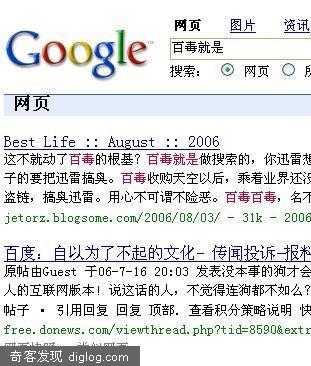 网页 图片 资讯
Google™
百毒就是
搜索： 网页
网页
Best Life :: August :: 2006
这不就动了百毒的根基？百毒就是做搜索的，你迅雷想
子的要把迅雷搞臭。百毒收购天空以后，乘着业界还没
盗链，搞臭迅雷。用心不可谓不险恶。百毒百毒，名不
jetorz.blogsome.com/2006/08/03/ - 31k - 2006
百度：自以为了不起的文化- 传闻投诉-报料
原帖由Guest 于06-7-16 20:03 发表没本事的狗才会
人的互联网版本！说这话的人，不觉得连狗都不如么？
帖子 · 引用回复 回复 顶部. 查看积分策略说明 快
free.donews.com/viewthread.php?tid=8590&extr
奇客发现 diglog.com